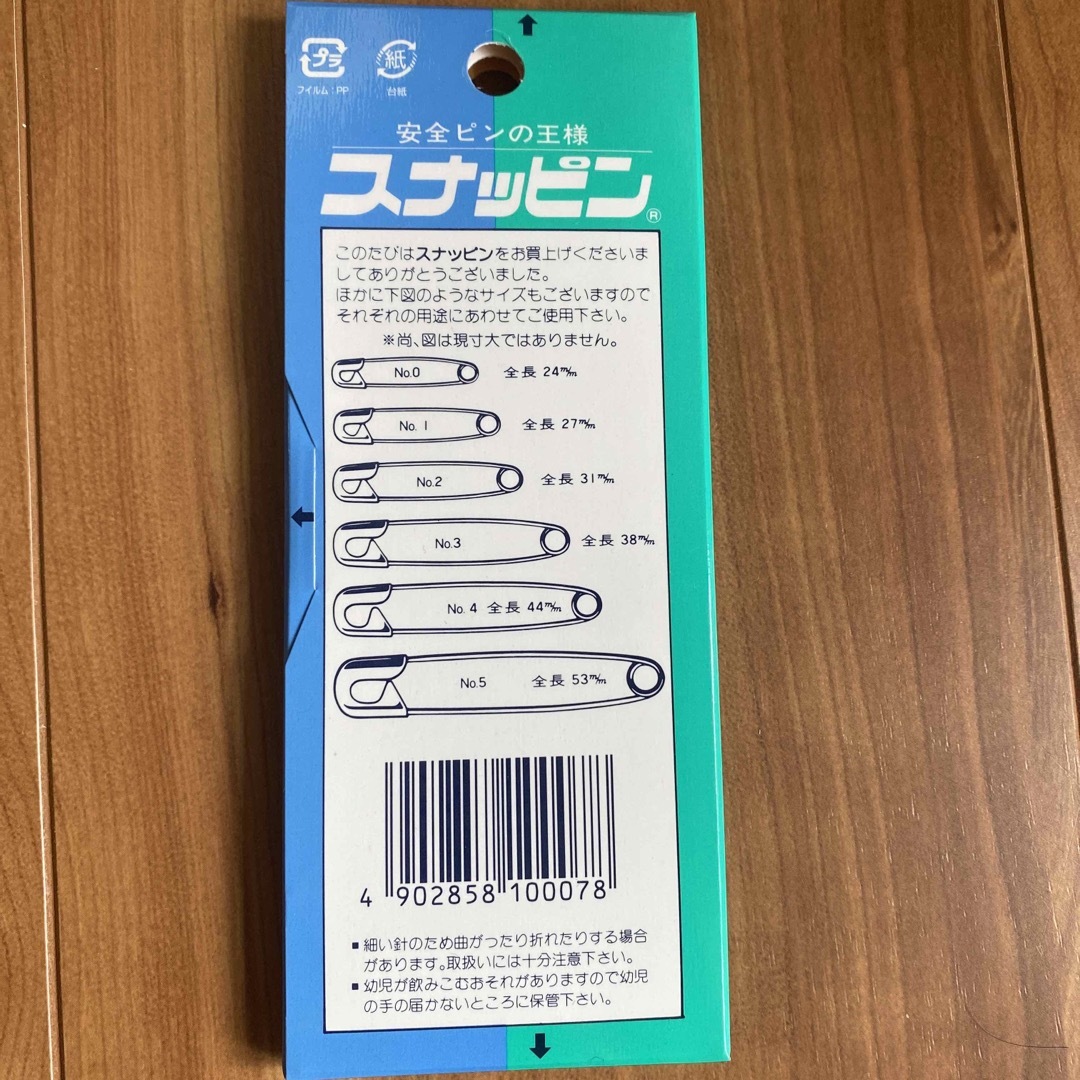 プラ
フイルム:PP
紙
台紙
安全ピンの王様
スナッピン®
このたびはスナッピンをお買上げくださいま
してありがとうございました。
ほかに下図のようなサイズもございますので
それぞれの用途にあわせてご使用下さい。
※尚、図は現寸大ではありません。
No.0 全長 24m/m
No. 1 全長 27m/m
No.2 全長 31m/m
No.3 全長 38m/m
No. 4 全長 44m/m
No.5 全長 53m/m
4 902858 100078
■細い針のため曲がったり折れたりする場合
があります。取扱いには十分注意下さい。
■幼児が飲みこむおそれがありますので幼児
の手の届かないところに保管下さい。